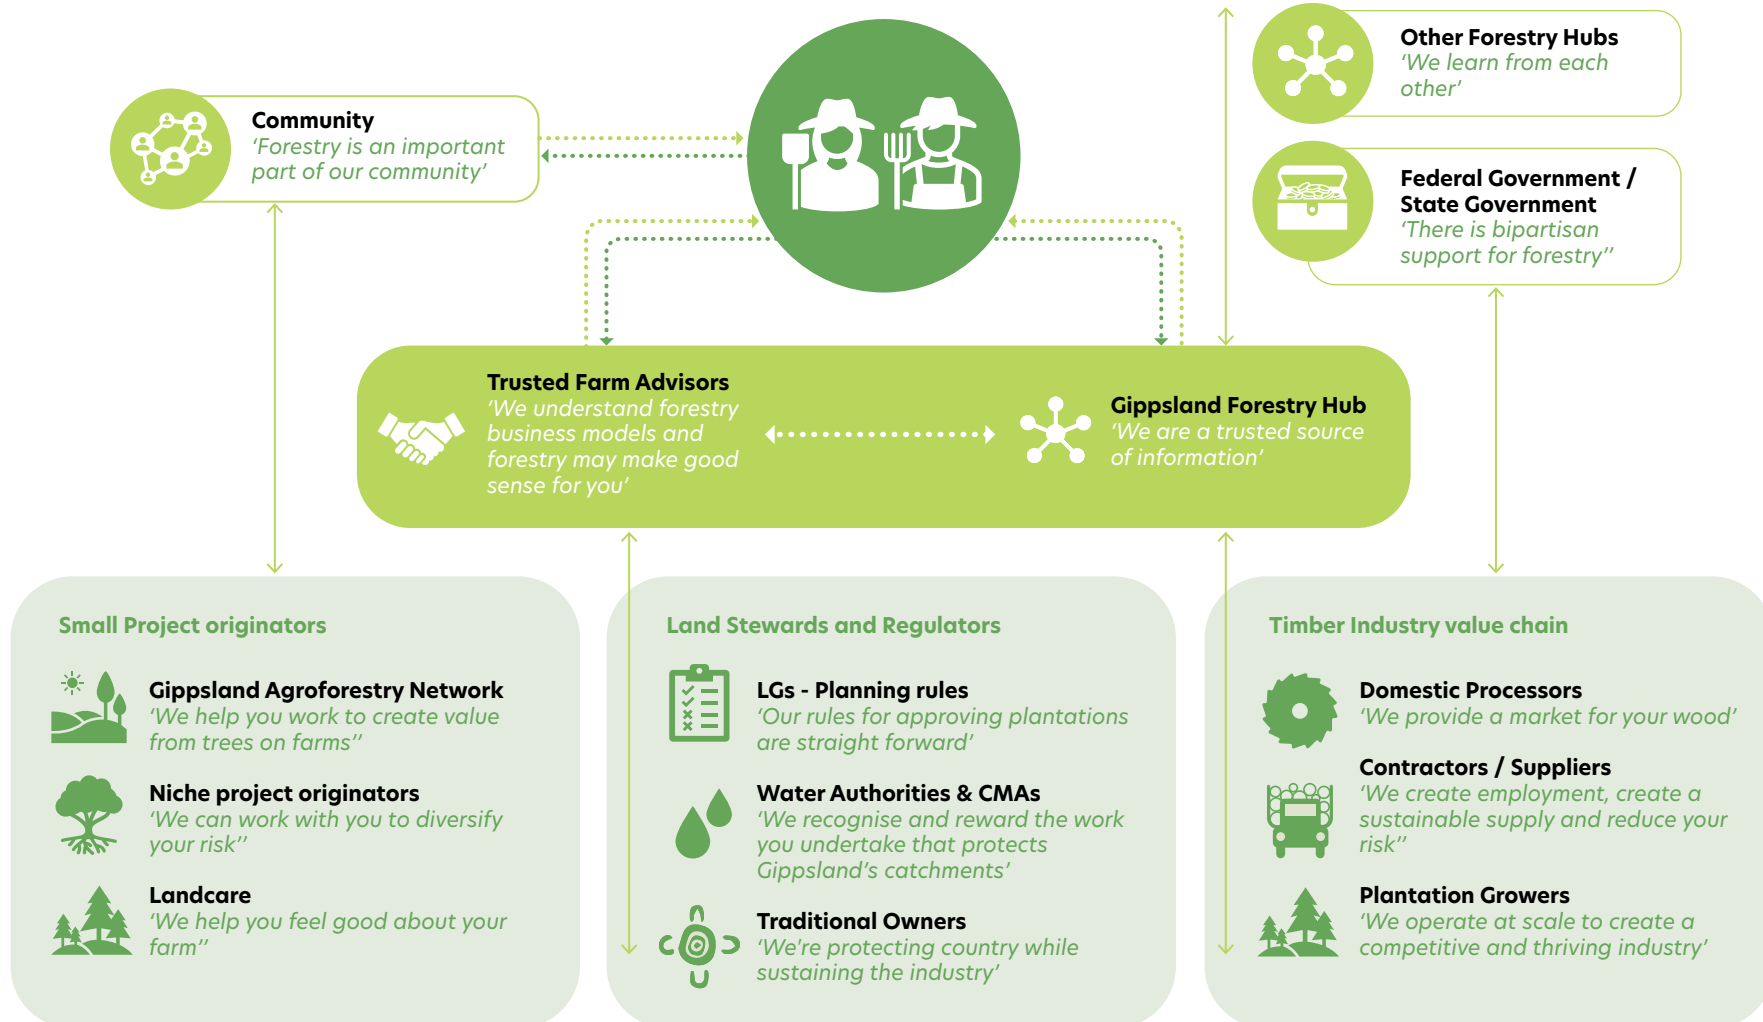 Community
‘Forestry is an important
part of our community’
Other Forestry Hubs
‘We learn from each
other’
Federal Government /
State Government
‘There is bipartisan
support for forestry’’
Trusted Farm Advisors
‘We understand forestry
business models and
forestry may make good
sense for you’
Gippsland Forestry Hub
‘We are a trusted source
of information’
Small Project originators
Gippsland Agroforestry Network
‘We help you work to create value
from trees on farms’’
Niche project originators
‘We can work with you to diversify
your risk’’
Landcare
‘We help you feel good about your
farm’’
Land Stewards and Regulators
LGs - Planning rules
‘Our rules for approving plantations
are straight forward’
Water Authorities & CMAs
‘We recognise and reward the work
you undertake that protects
Gippsland’s catchments’
Traditional Owners
‘We're protecting country while
sustaining the industry’
Timber Industry value chain
Domestic Processors
‘We provide a market for your wood’
Contractors / Suppliers
‘We create employment, create a
sustainable supply and reduce your
risk’’
Plantation Growers
‘We operate at scale to create a
competitive and thriving industry’